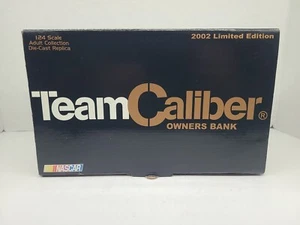 1:24 Scale
Adult Collection
Die-Cast Replica
2002 Limited Edition
TeamCaliber®
OWNERS BANK
NASCAR